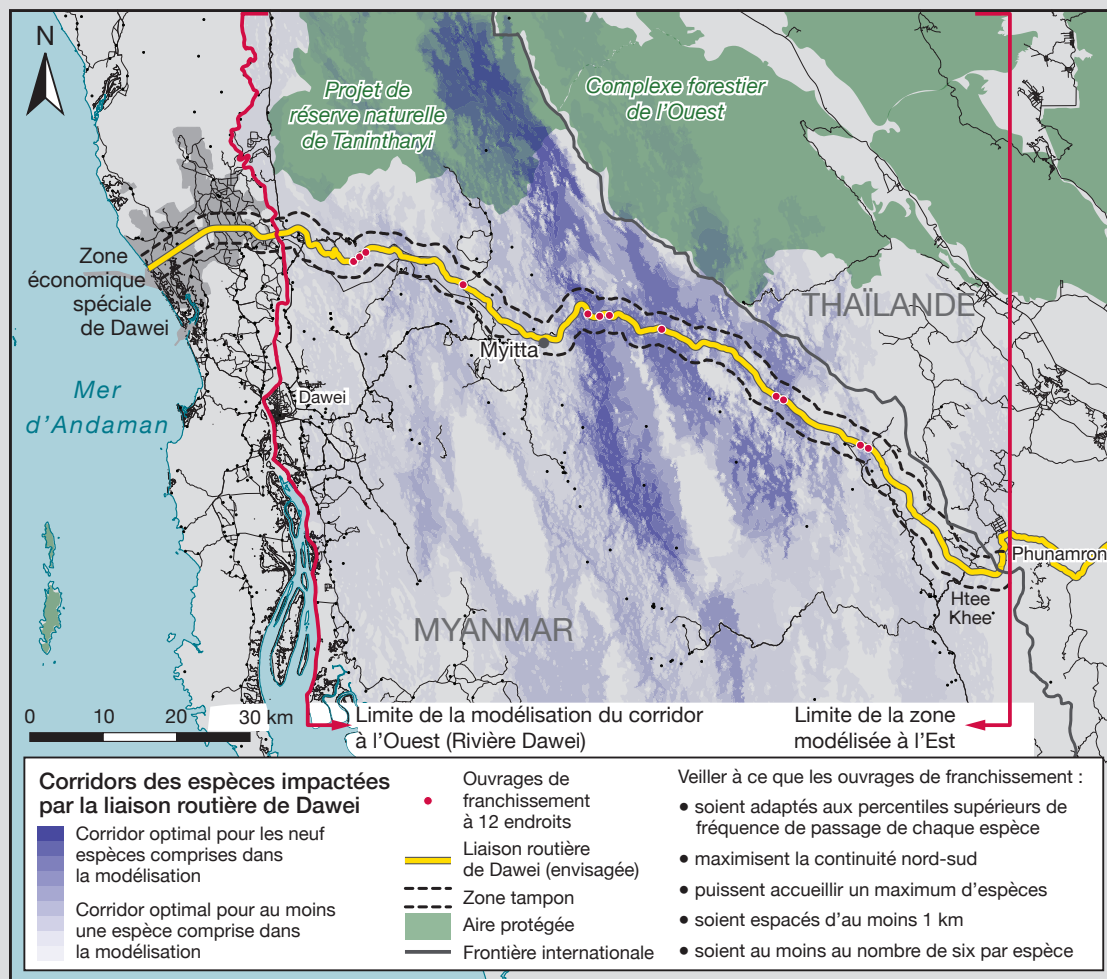 N
Projet de
réserve naturelle
de Tanintharyi
Complexe forestier
de l'Ouest
Zone
économique
spéciale
de Dawei
THAÏLANDE
Myitta
Mer
d'Andaman
Dawei
Phunamron
Htee
Khee
MYANMAR
0 10 20 30 km
Limite de la modélisation du corridor
à l'Ouest (Rivière Dawei)
Limite de la zone
modélisée à l'Est
Corridors des espèces impactées
par la liaison routière de Dawei
Corridor optimal pour les neuf
espèces comprises dans
la modélisation
Corridor optimal pour au moins
une espèce comprise dans
la modélisation
Ouvrages de
franchissement
à 12 endroits
Liaison routière
de Dawei (envisagée)
Zone tampon
Aire protégée
Frontière internationale
Veiller à ce que les ouvrages de franchissement :
• soient adaptés aux percentiles supérieurs de
fréquence de passage de chaque espèce
• maximisent la continuité nord-sud
• puissent accueillir un maximum d'espèces
• soient espacés d'au moins 1 km
• soient au moins au nombre de six par espèce